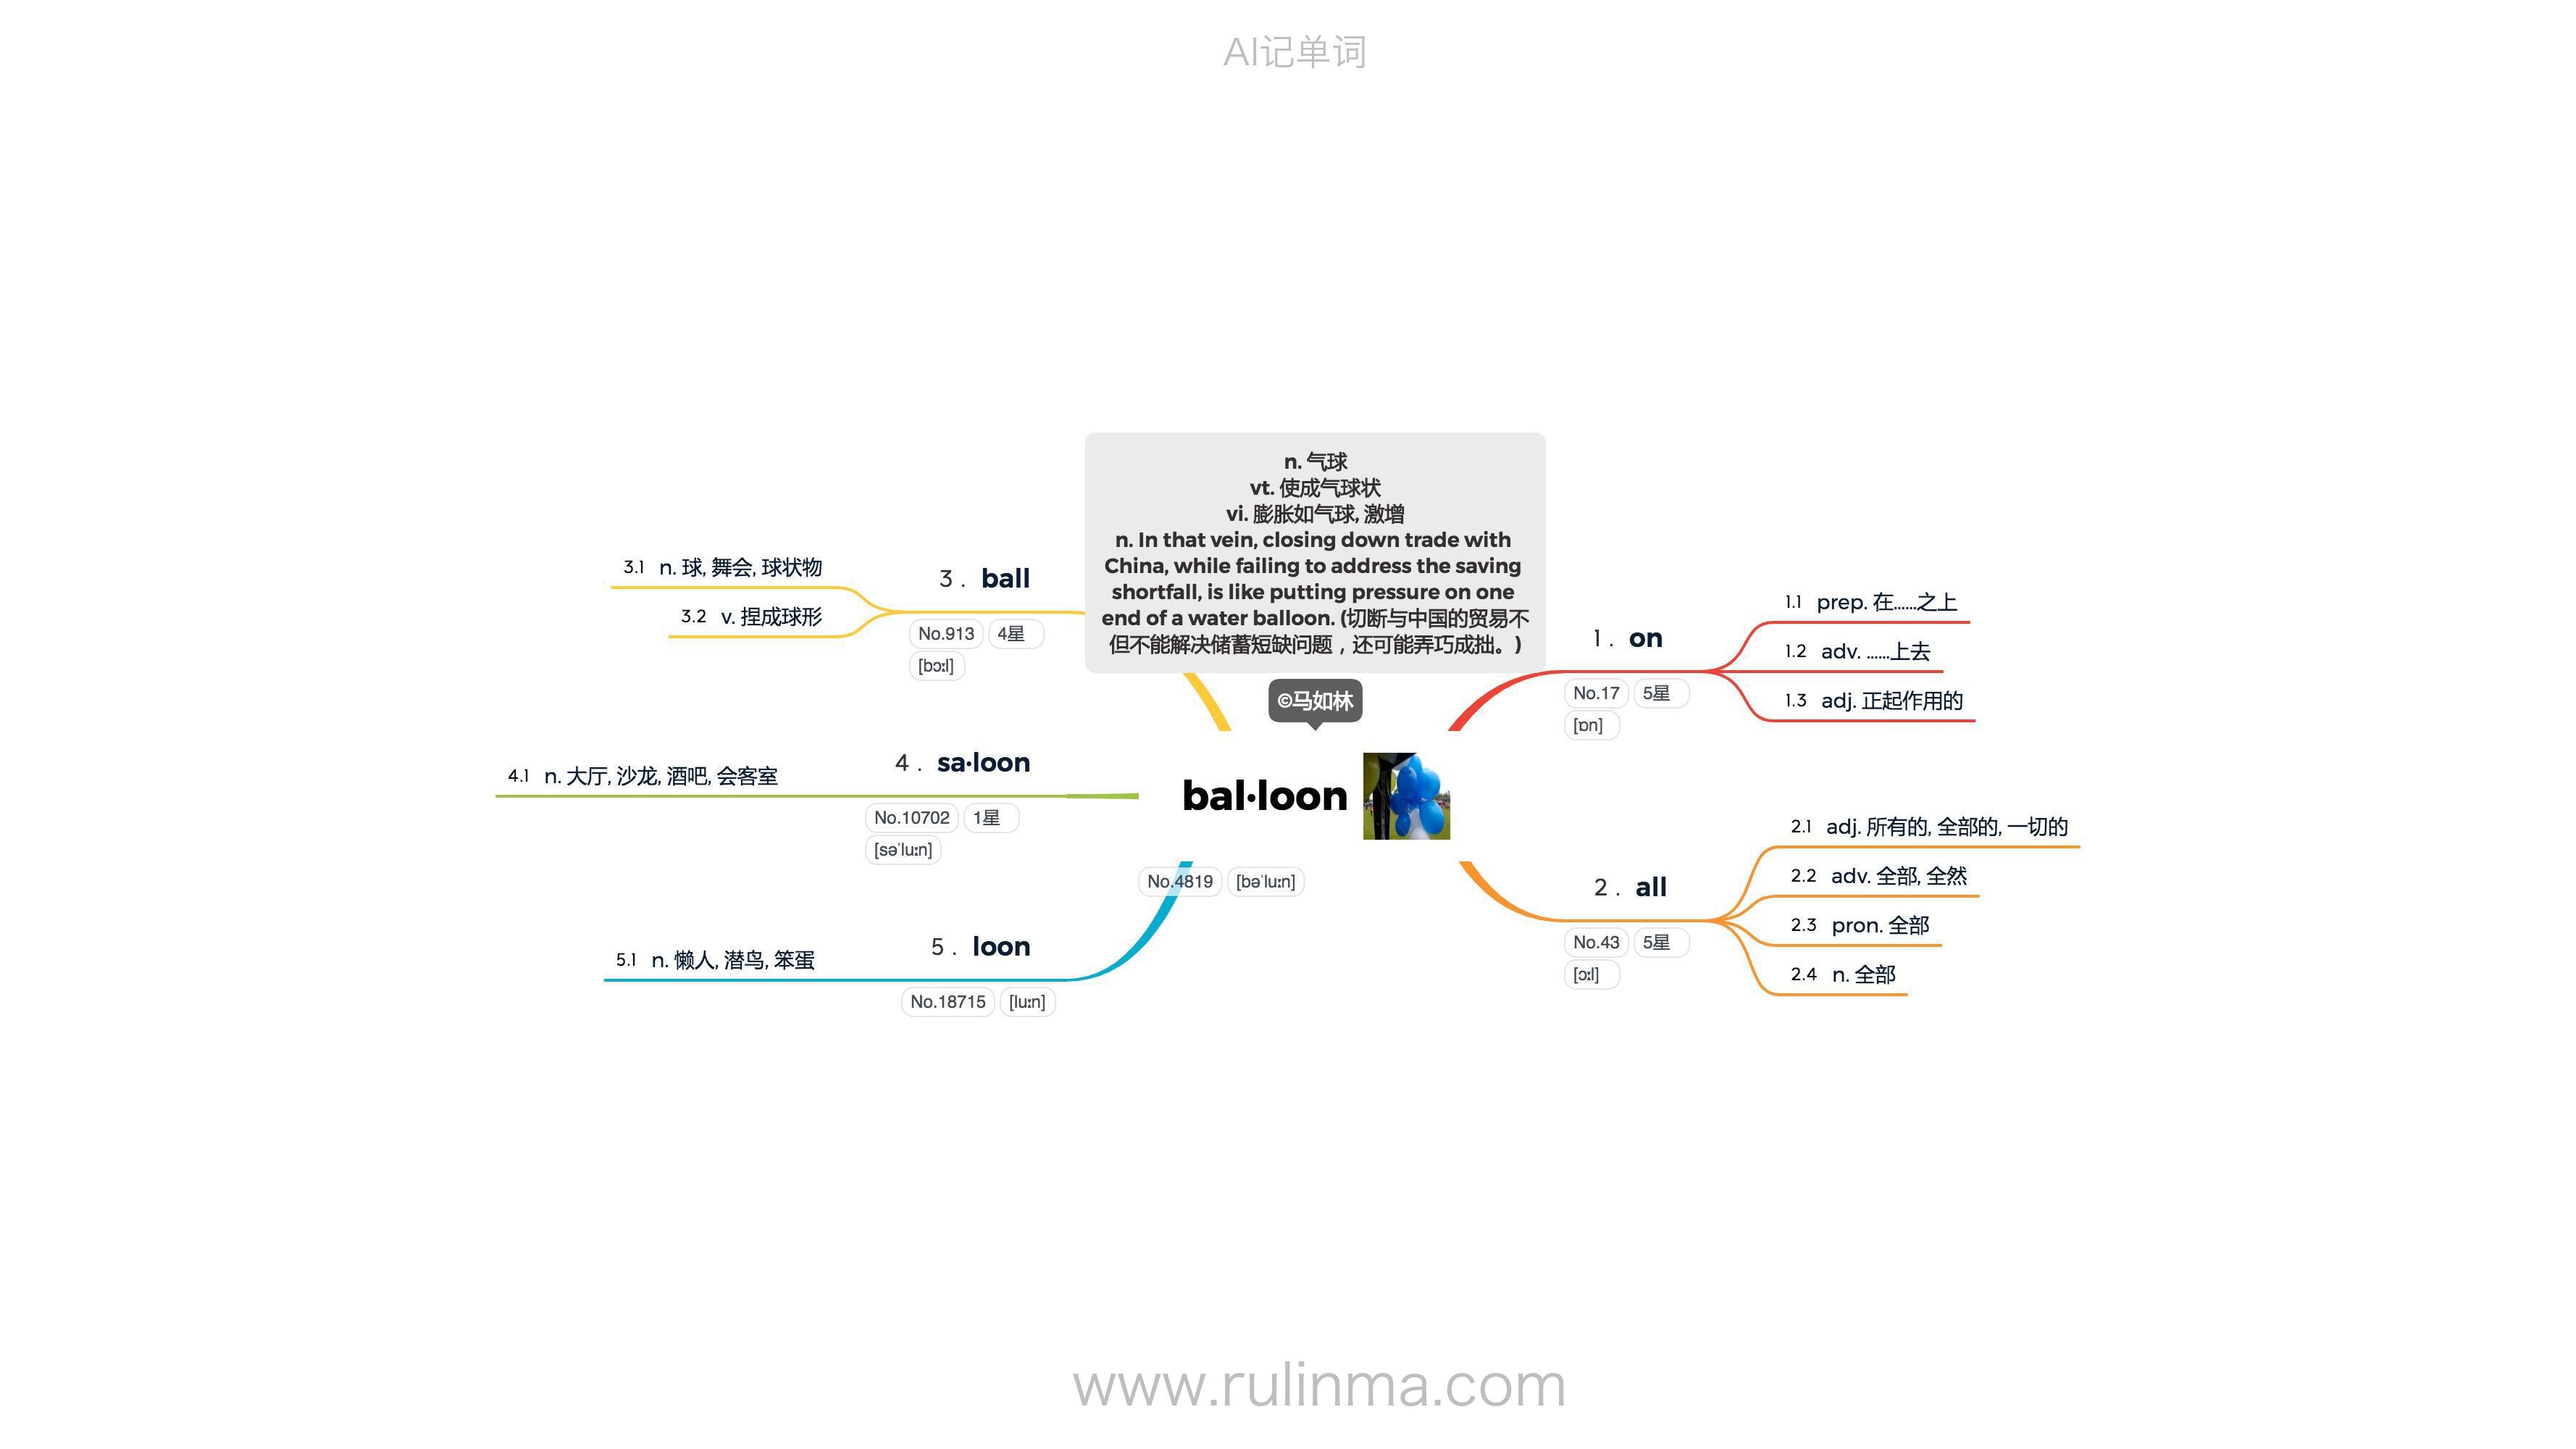 AI记单词
n. 气球
vt. 使成气球状
vi. 膨胀如气球, 激增
n. In that vein, closing down trade with
China, while failing to address the saving
shortfall, is like putting pressure on one
end of a water balloon. (切断与中国的贸易不
但不能解决储蓄短缺问题，还可能弄巧成拙。)
©马如林
bal·loon
No.4819 [bəˈluːn]
1. on
No.17 5星
[ɒn]
1.1 prep. 在……之上
1.2 adv. ……上去
1.3 adj. 正起作用的
2. all
No.43 5星
[ɔːl]
2.1 adj. 所有的, 全部的, 一切的
2.2 adv. 全部, 全然
2.3 pron. 全部
2.4 n. 全部
3. ball
No.913 4星
[bɔːl]
3.1 n. 球, 舞会, 球状物
3.2 v. 捏成球形
4. sa·loon
No.10702 1星
[səˈluːn]
4.1 n. 大厅, 沙龙, 酒吧, 会客室
5. loon
No.18715 [luːn]
5.1 n. 懒人, 潜鸟, 笨蛋
www.rulinma.com